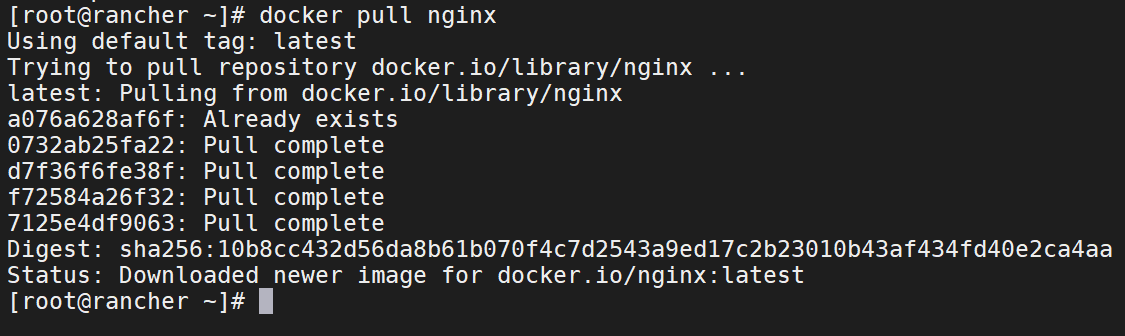 [root@rancher ~]# docker pull nginx
Using default tag: latest
Trying to pull repository docker.io/library/nginx ...
latest: Pulling from docker.io/library/nginx
a076a628af6f: Already exists
0732ab25fa22: Pull complete
d7f36f6fe38f: Pull complete
f72584a26f32: Pull complete
7125e4df9063: Pull complete
Digest: sha256:10b8cc432d56da8b61b070f4c7d2543a9ed17c2b23010b43af434fd40e2ca4aa
Status: Downloaded newer image for docker.io/nginx:latest
[root@rancher ~]#